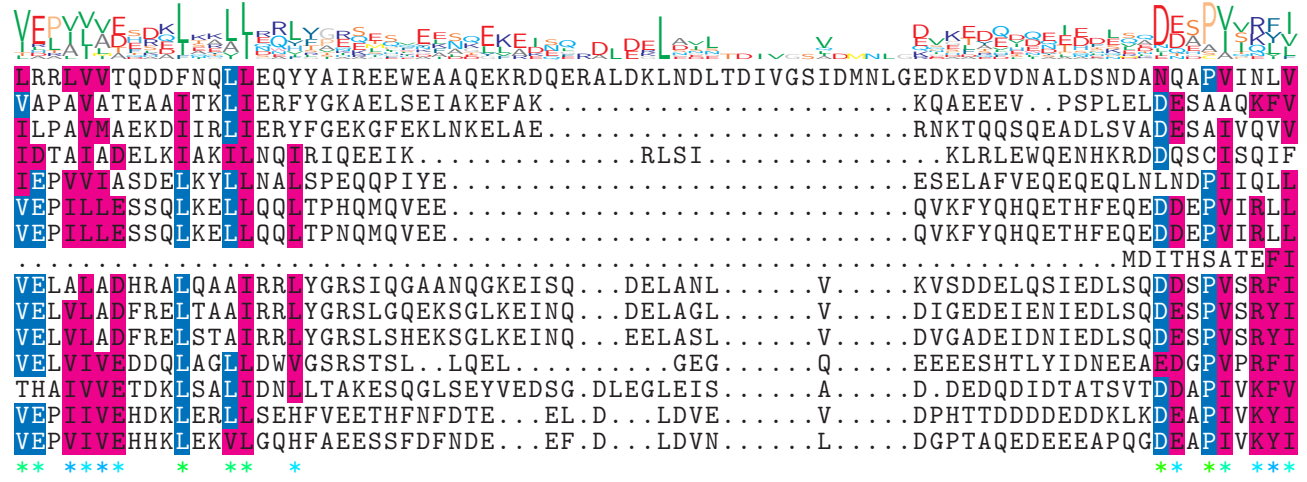 LRRLVVTQDDFNQLLEQYYAIREEWEAAQEKRDQERALDKLNDLTDIVGSIDMNLGEDKEDVDNALDSNDANQAPVINLV
VAPAVATEAAITKLIERFYGKAELSEIAKEFAK.......................KQAEEEV..PSPLELDESAAQKFV
ILPAVMAEKDIIRLIERYFGEKGFEKLNKELAE.......................RNKTQQSQEADLSVADESAIVQVV
IDTAIADELKIAKILNQIRIQEEIK..............RLSI...............KLRLEWQENHKRDDQSCISQIF
IEPVVIASDELKYLLNALSPEQQPIYE.............................ESELAFVEQEQEQLNLNDPIIQLL
VEPILLESSQLKELLQQLTPHQMQVEE.............................QVKFYQHQETHFEQEDDEPVIRLL
VEPILLESSQLKELLQQLTPNQMQVEE.............................QVKFYQHQETHFEQEDDEPVIRLL
.....................................................................MDITHSATEFI
VELALADHRALQAAIRRLYGRSIQGAANQGKEISQ...DELANL......V.....KVSDDELQSIEDLSQDDSPVSRFI
VELVLADFRELTAAIRRLYGRSLGQEKSGLKEINQ...DELAGL......V.....DIGEDEIENIEDLSQDESPVSRYI
VELVLADFRELSTAIRRLYGRSLSHEKSGLKEINQ...EELASL......V.....DVGADEIDNIEDLSQDESPVSRYI
VELVIVEDDQLAGLLDWVGSRSTSL..LQEL..........GEG......Q.....EEEESHTLYIDNEEAEDGPVPRFI
THAIVVETDKLSALIDNLLTAKESQGLSEYVEDSG.DLEGLEIS......A.....D.DEDQDIDTATSVTDDAPIVKFV
VEPIIVEHDKLERLLSEHFVEETHFNFDTE...EL.D...LDVE......V.....DPHTTDDDDEDDKLKDEAPIVKYI
VEPVIVEHHKLEKVLGQHFAEESSFDFNDE...EF.D...LDVN......L.....DGPTAQEDEEEEAPQGDEAPIVKYI
** **** * ** * ** ** ***